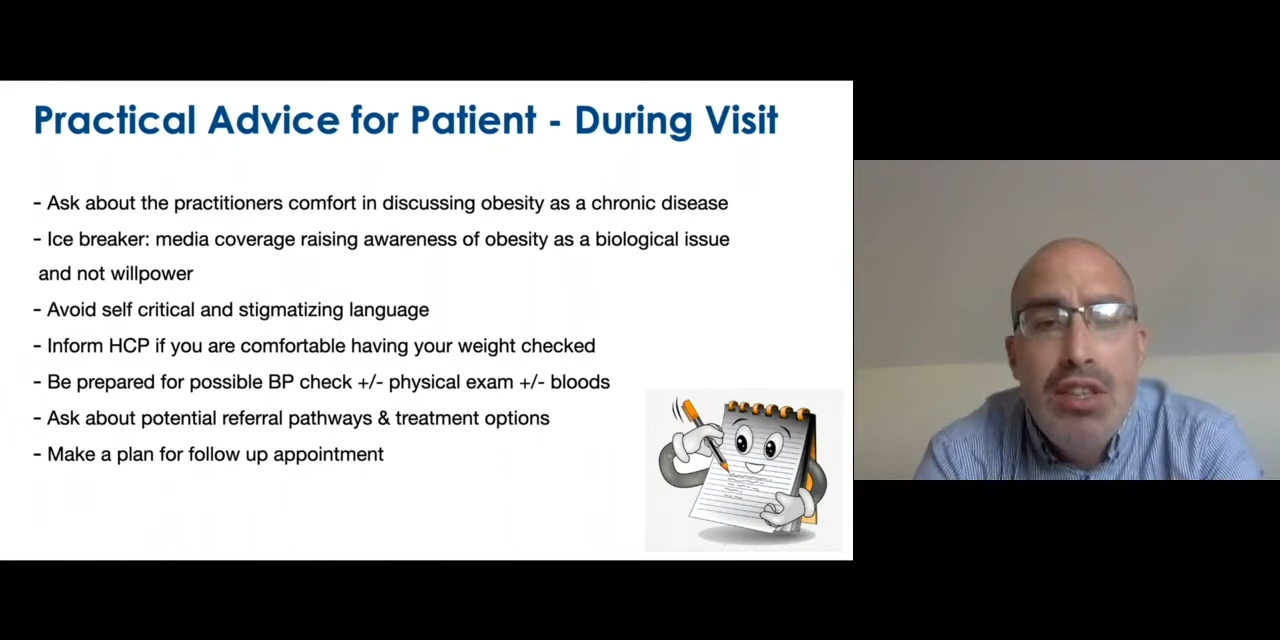 Practical Advice for Patient - During Visit
- Ask about the practitioners comfort in discussing obesity as a chronic disease
- Ice breaker: media coverage raising awareness of obesity as a biological issue
and not willpower
- Avoid self critical and stigmatizing language
- Inform HCP if you are comfortable having your weight checked
- Be prepared for possible BP check +/- physical exam +/- bloods
- Ask about potential referral pathways & treatment options
- Make a plan for follow up appointment